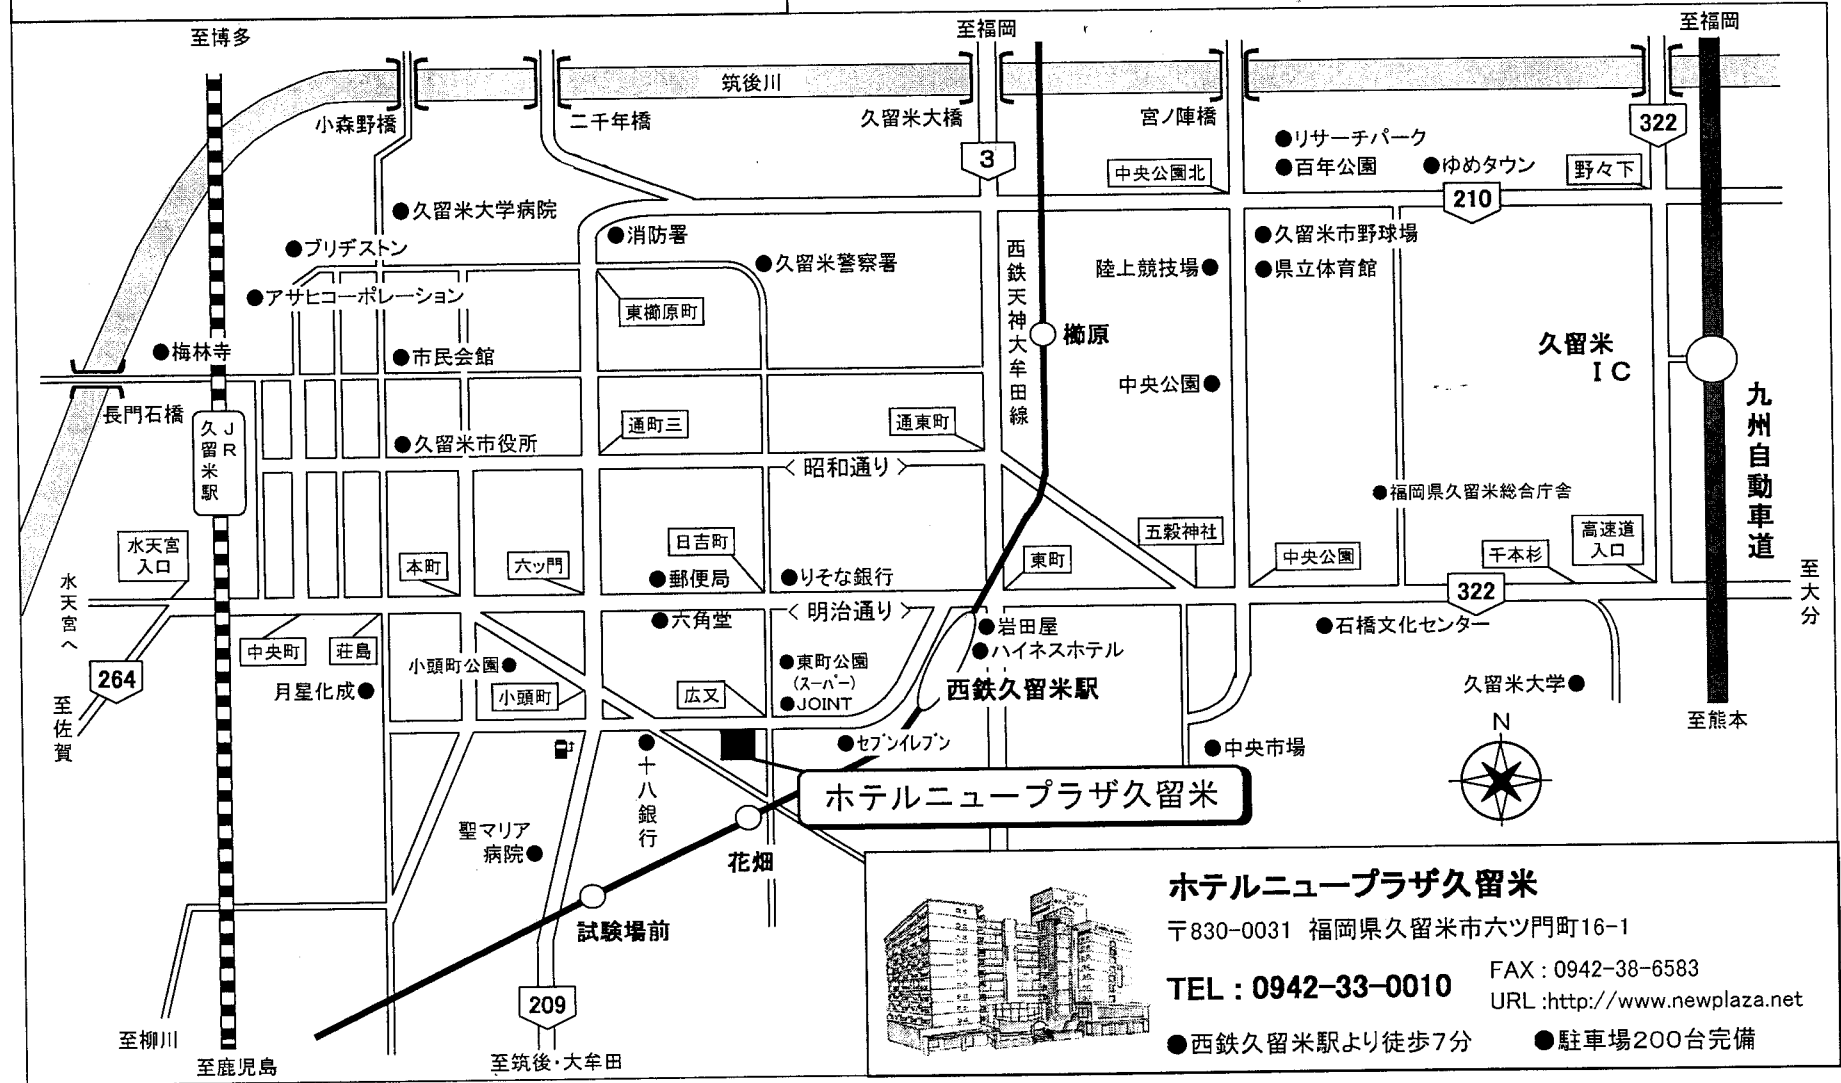 至博多
至福岡
至福岡
筑後川
小森野橋
二千年橋
久留米大橋
宮ノ陣橋
322
リサーチパーク
3
中央公園北
百年公園
ゆめタウン
野々下
210
久留米大学病院
消防署
久留米市野球場
ブリヂストン
久留米警察署
西鉄天神大牟田線
陸上競技場
県立体育館
アサヒコーポレーション
東櫛原町
櫛原
梅林寺
市民会館
久留米
IC
中央公園
九州自動車道
長門石橋
JR
久留米駅
通町三
通東町
久留米市役所
〈昭和通り〉
福岡県久留米総合庁舎
水天宮
入口
本町
六ッ門
日吉町
東町
五穀神社
中央公園
千本杉
高速道
入口
水天宮へ
郵便局
りそな銀行
322
至大分
六角堂
〈明治通り〉
岩田屋
石橋文化センター
中央町
荘島
小頭町公園
東町公園
ハイネスホテル
264
月星化成
小頭町
広又
(スーパー)
JOINT
西鉄久留米駅
久留米大学
至佐賀
セブンイレブン
中央市場
至熊本
N
十八銀行
ホテルニュープラザ久留米
聖マリア
病院
花畑
試験場前
209
至柳川
至鹿児島
至筑後・大牟田
ホテルニュープラザ久留米
〒830-0031 福岡県久留米市六ツ門町16-1
TEL：0942-33-0010
FAX：0942-38-6583
URL :http://www.newplaza.net
●西鉄久留米駅より徒歩7分
●駐車場200台完備